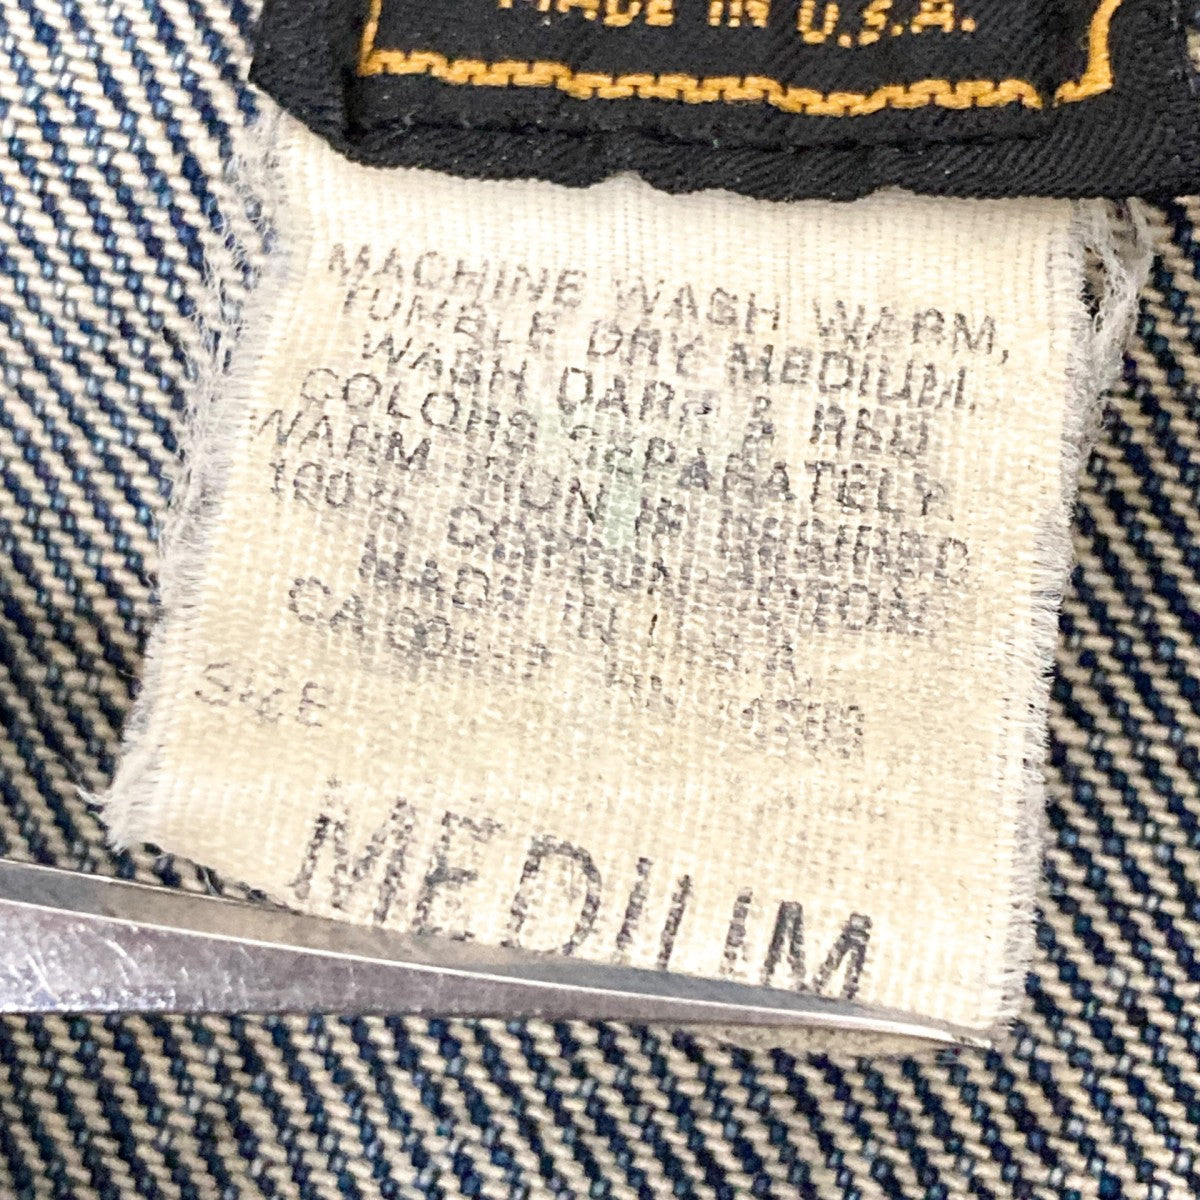 MADE IN U.S.A.
MACHINE WASH WARM,
TUMBLE DRY MEDIUM.
WASH DARK & RED
COLORS SEPARATELY.
WARM IRON IF DESIRED
100% COTTON
MADE IN
SIZE
MEDIUM